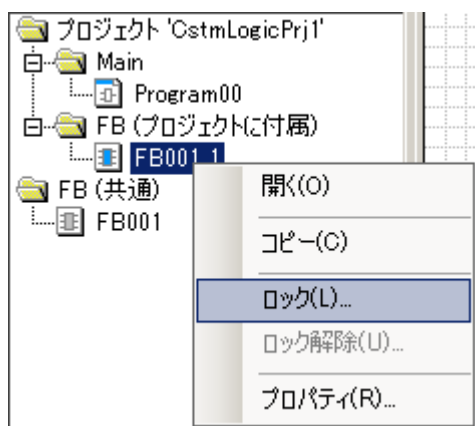 プロジェクト 'CstmLogicPrj1'
Main
Program00
FB (プロジェクトに付属)
FB001_1
FB (共通)
FB001
開く(O)
コピー(C)
ロック(L)...
ロック解除(U)...
プロパティ(R)...